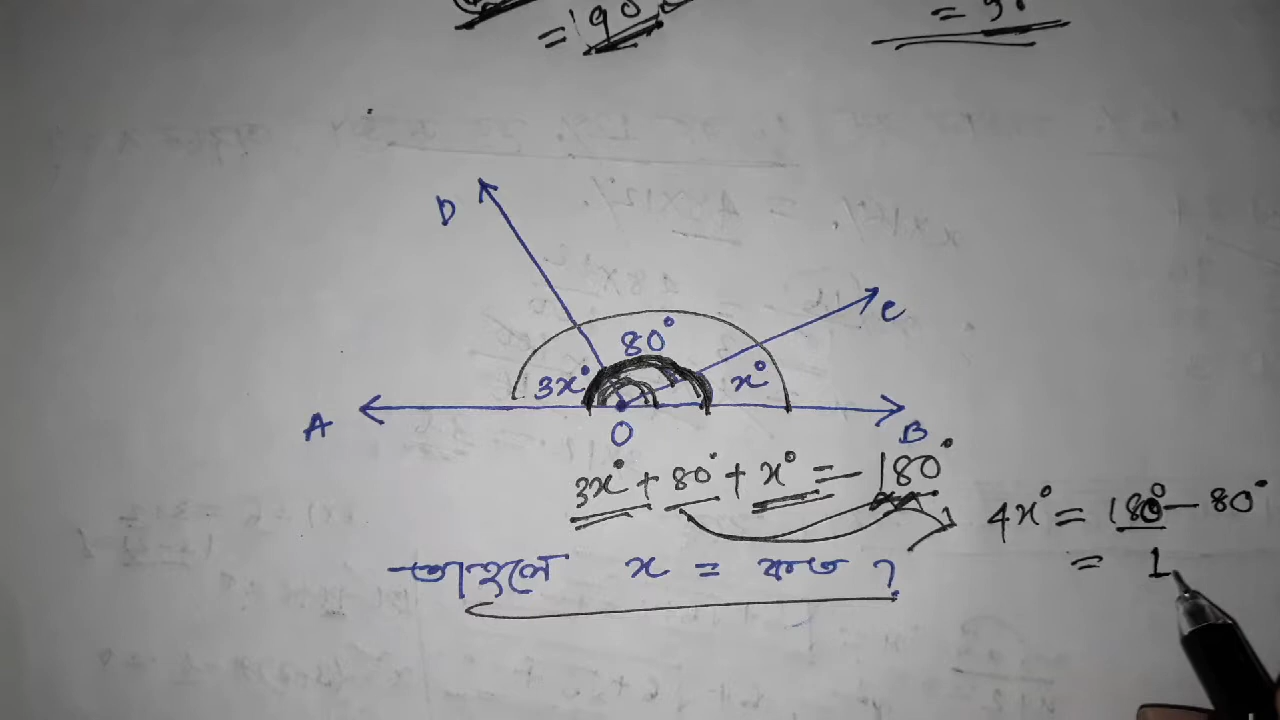 = 90°
D
C
80°
3x°
x°
A
O
B
3x° + 80° + x° = 180°
4x° = 180° - 80°
= 1
তাহলে x = কত ?